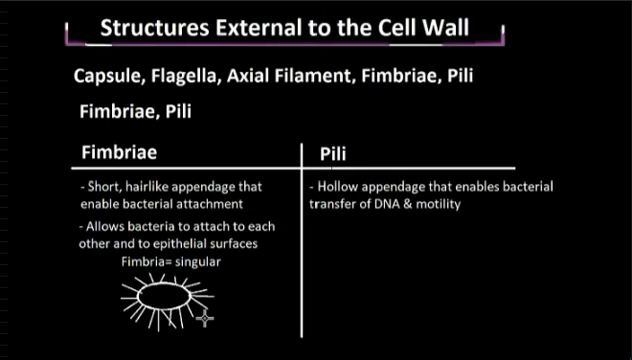 Structures External to the Cell Wall
Capsule, Flagella, Axial Filament, Fimbriae, Pili
Fimbriae, Pili
Fimbriae
- Short, hairlike appendage that
enable bacterial attachment
- Allows bacteria to attach to each
other and to epithelial surfaces
Fimbria= singular
Pili
- Hollow appendage that enables bacterial
transfer of DNA & motility